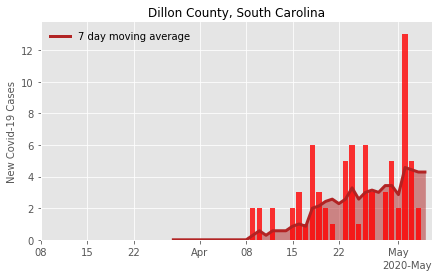 Dillon County, South Carolina
7 day moving average
New Covid-19 Cases
12
10
8
6
4
2
0
08 15 22 Apr 08 15 22 May
2020-May